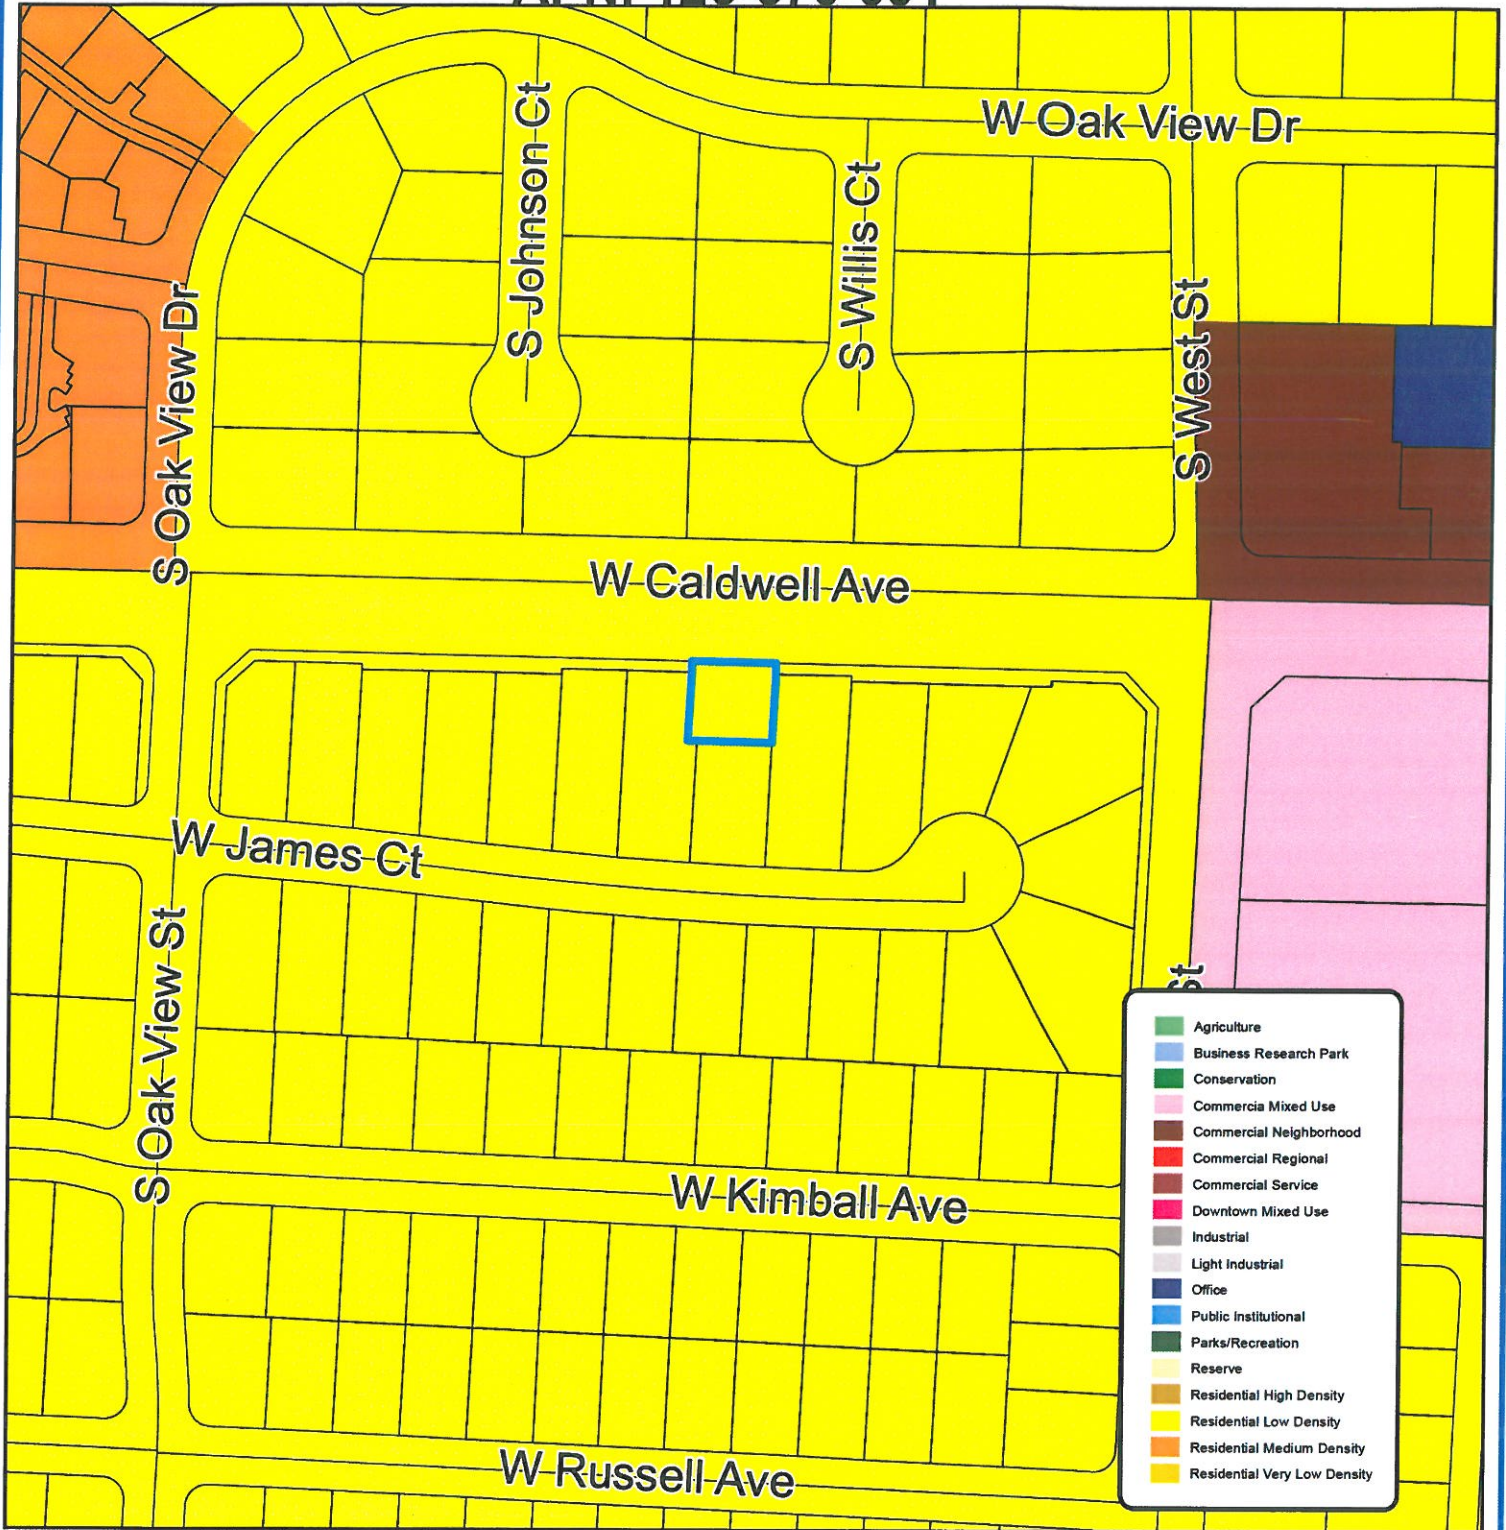 W Oak View Dr
S Johnson Ct
S Willis Ct
S West St
S Oak View Dr
W Caldwell Ave
W James Ct
S Oak View St
St
W Kimball Ave
W Russell Ave
Agriculture
Business Research Park
Conservation
Commercia Mixed Use
Commercial Neighborhood
Commercial Regional
Commercial Service
Downtown Mixed Use
Industrial
Light Industrial
Office
Public Institutional
Parks/Recreation
Reserve
Residential High Density
Residential Low Density
Residential Medium Density
Residential Very Low Density